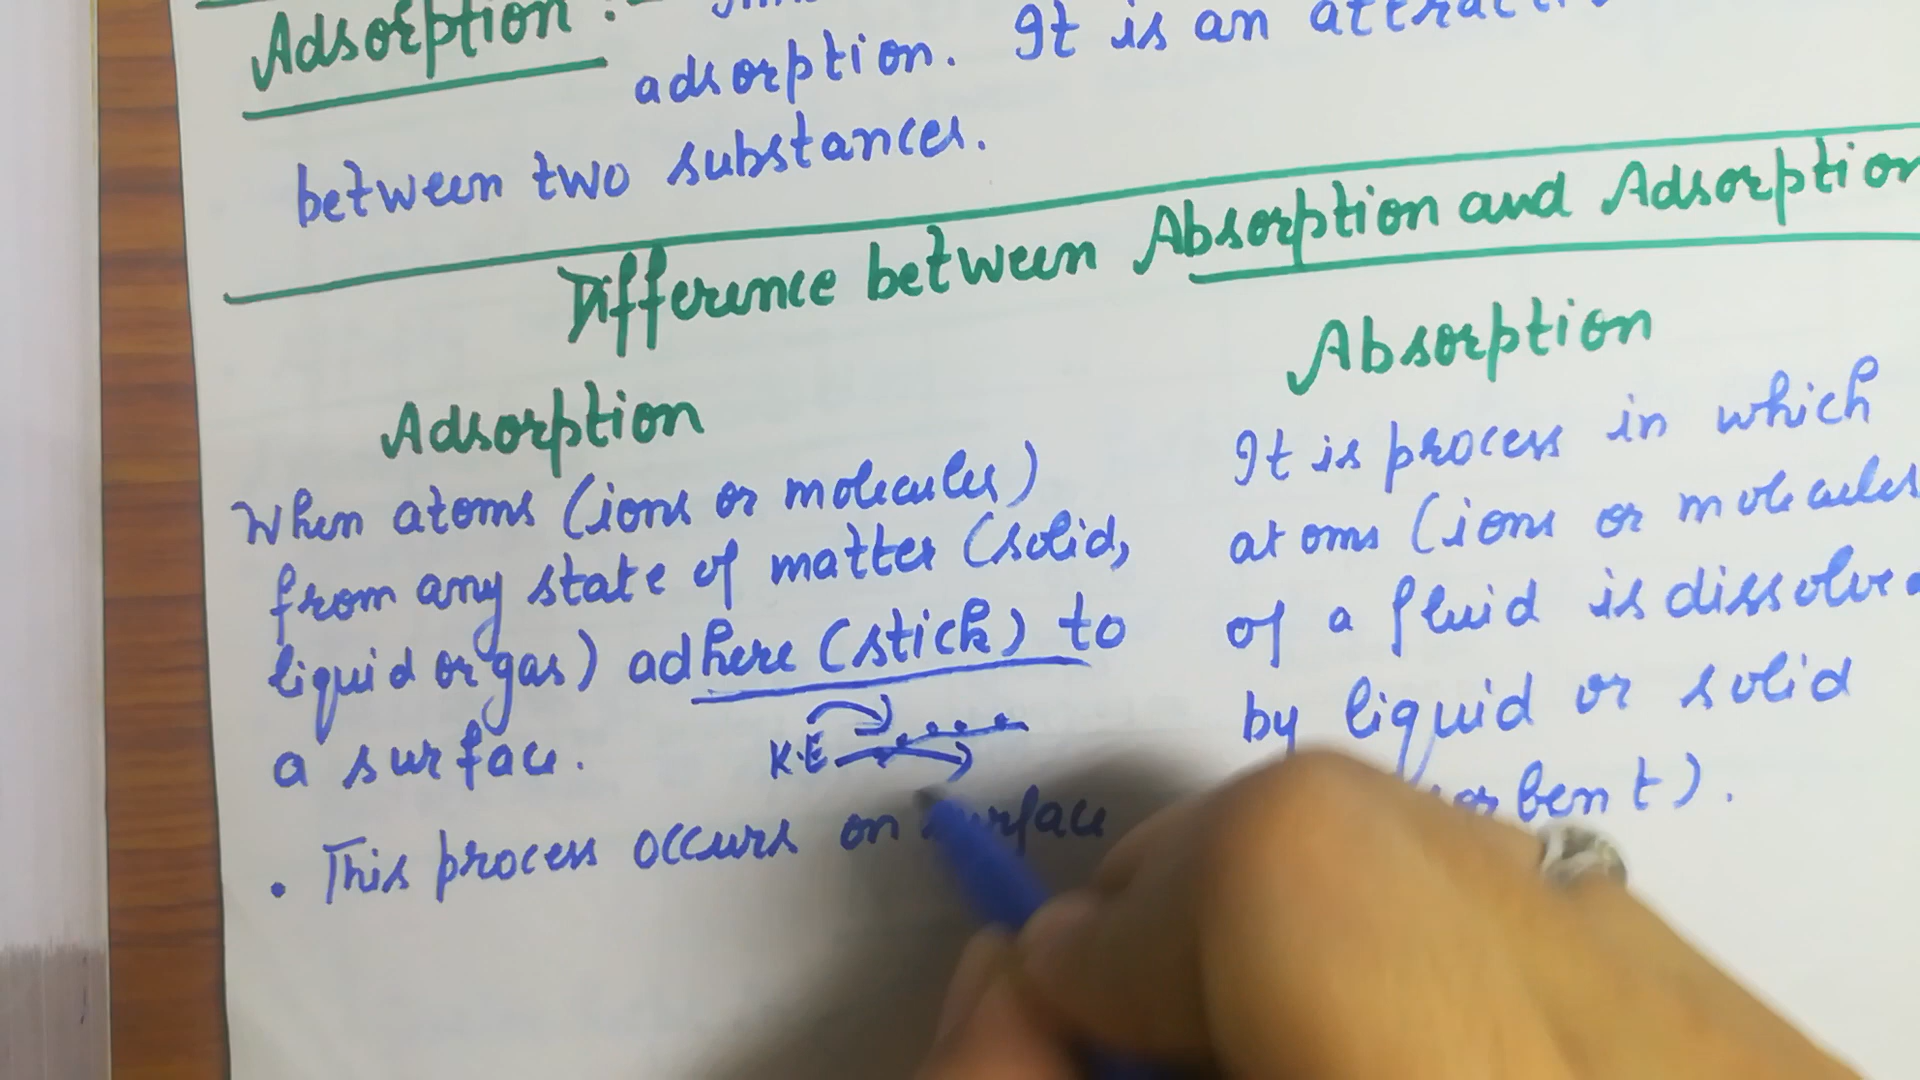 Adsorption :-
adsorption. It is an
between two substances.
Difference between Absorption and Adsorption
Adsorption
When atoms (ions or molecules)
from any state of matter (solid,
liquid or gas) adhere (stick) to
a surface.
K.E
• This process occurs on surface
Absorption
It is process in which
atoms (ions or molecules
of a fluid is dissolved
by liquid or solid